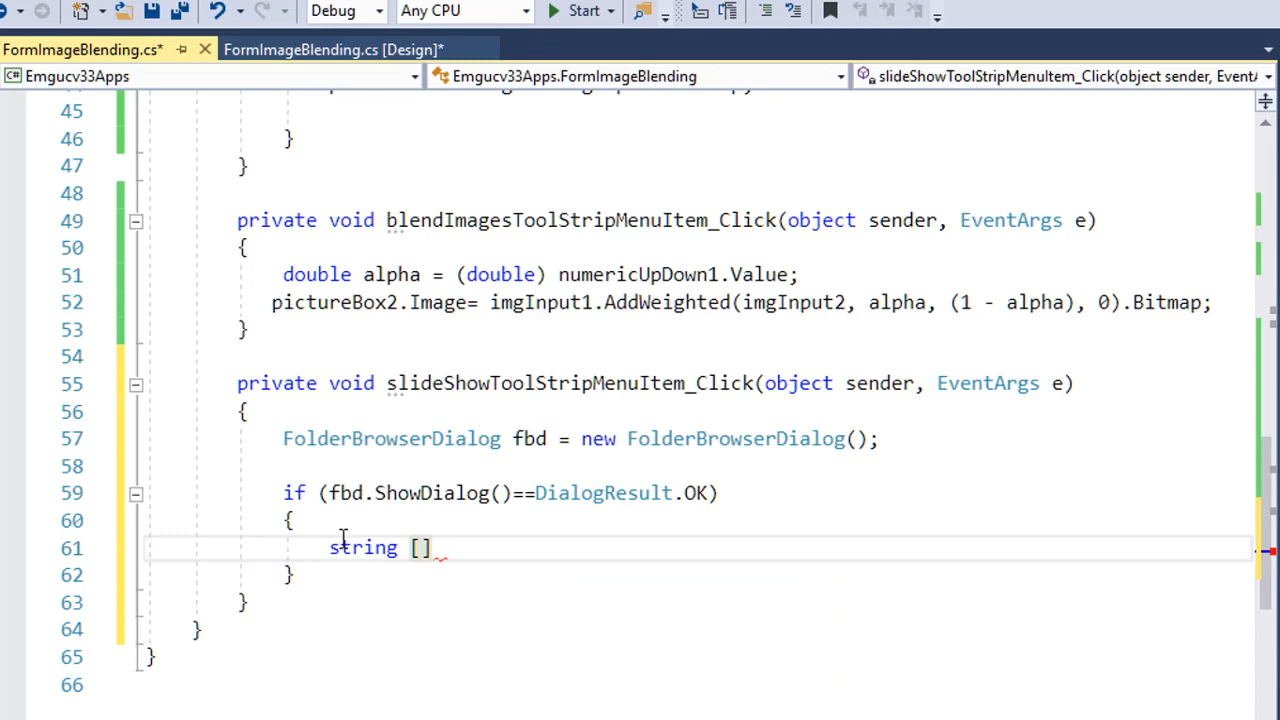 Debug Any CPU Start
FormImageBlending.cs* FormImageBlending.cs [Design]*
Emgucv33Apps Emgucv33Apps.FormImageBlending slideShowToolStripMenuItem_Click(object sender, EventA
45
46 }
47 }
48
49 private void blendImagesToolStripMenuItem_Click(object sender, EventArgs e)
50 {
51 double alpha = (double) numericUpDown1.Value;
52 pictureBox2.Image= imgInput1.AddWeighted(imgInput2, alpha, (1 - alpha), 0).Bitmap;
53 }
54
55 private void slideShowToolStripMenuItem_Click(object sender, EventArgs e)
56 {
57 FolderBrowserDialog fbd = new FolderBrowserDialog();
58
59 if (fbd.ShowDialog()==DialogResult.OK)
60 {
61 string []
62 }
63 }
64 }
65 }
66